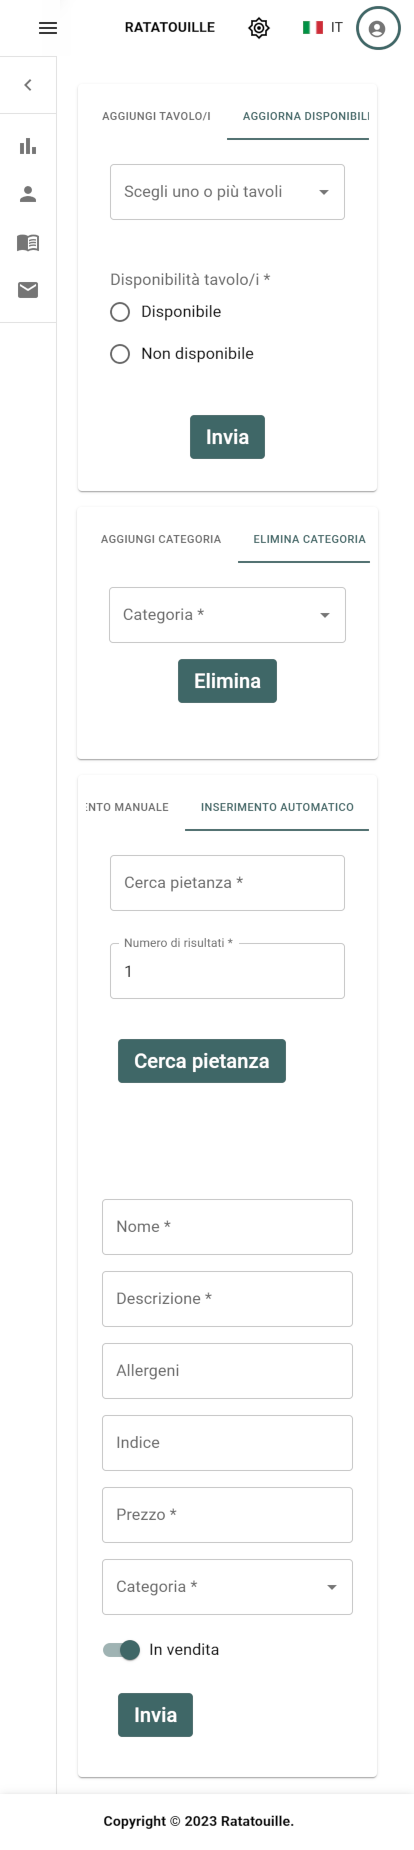 RATATOUILLE
IT
AGGIUNGI TAVOLO/I
AGGIORNA DISPONIBILI
Scegli uno o più tavoli
Disponibilità tavolo/i *
Disponibile
Non disponibile
Invia
AGGIUNGI CATEGORIA
ELIMINA CATEGORIA
Categoria *
Elimina
ENTO MANUALE
INSERIMENTO AUTOMATICO
Cerca pietanza *
Numero di risultati *
1
Cerca pietanza
Nome *
Descrizione *
Allergeni
Indice
Prezzo *
Categoria *
In vendita
Invia
Copyright © 2023 Ratatouille.